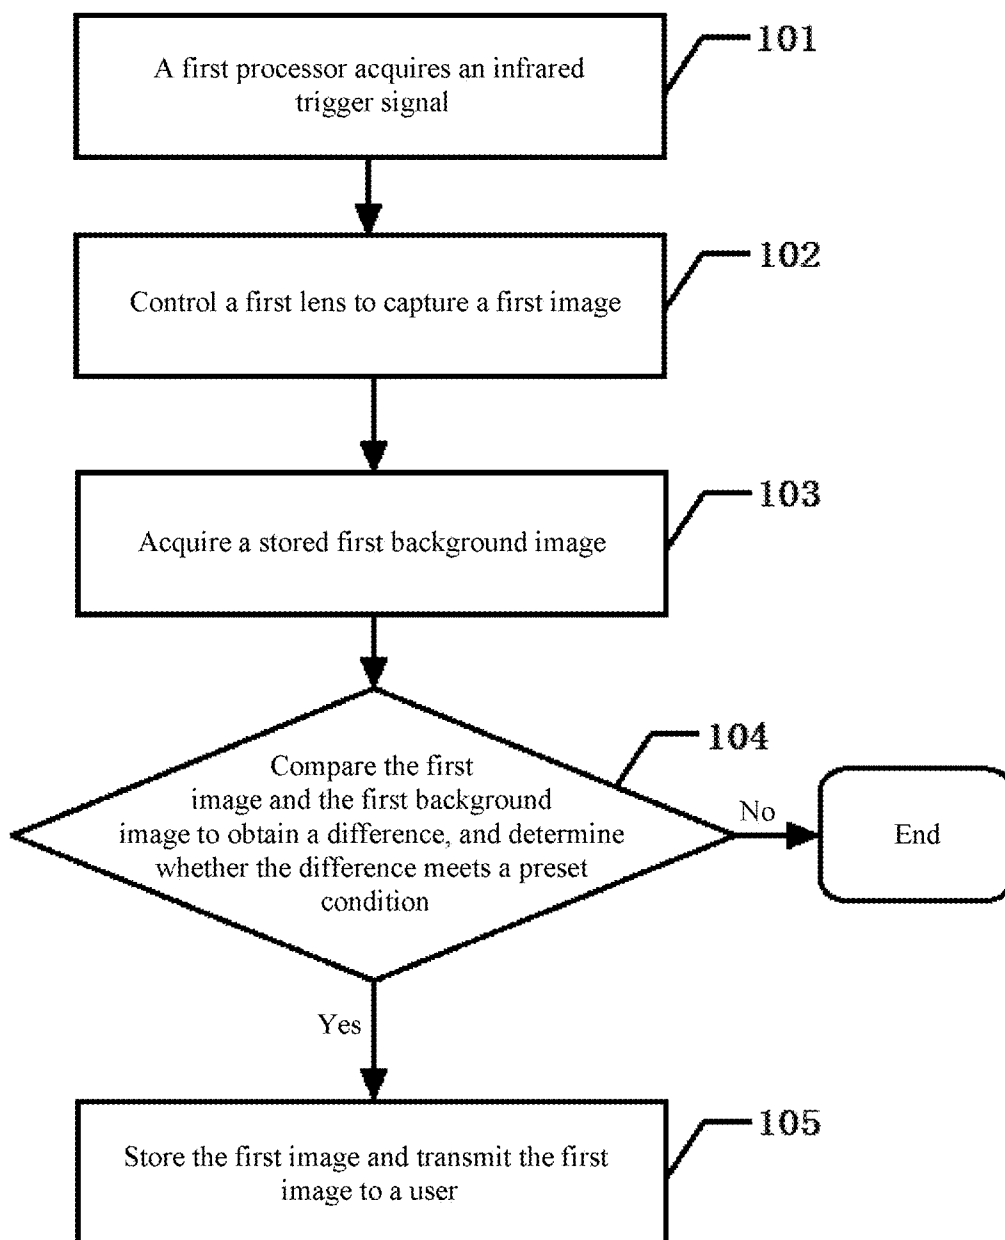 A first processor acquires an infrared
trigger signal
101
Control a first lens to capture a first image
102
Acquire a stored first background image
103
Compare the first
image and the first background
image to obtain a difference, and determine
whether the difference meets a preset
condition
104
No
End
Yes
Store the first image and transmit the first
image to a user
105